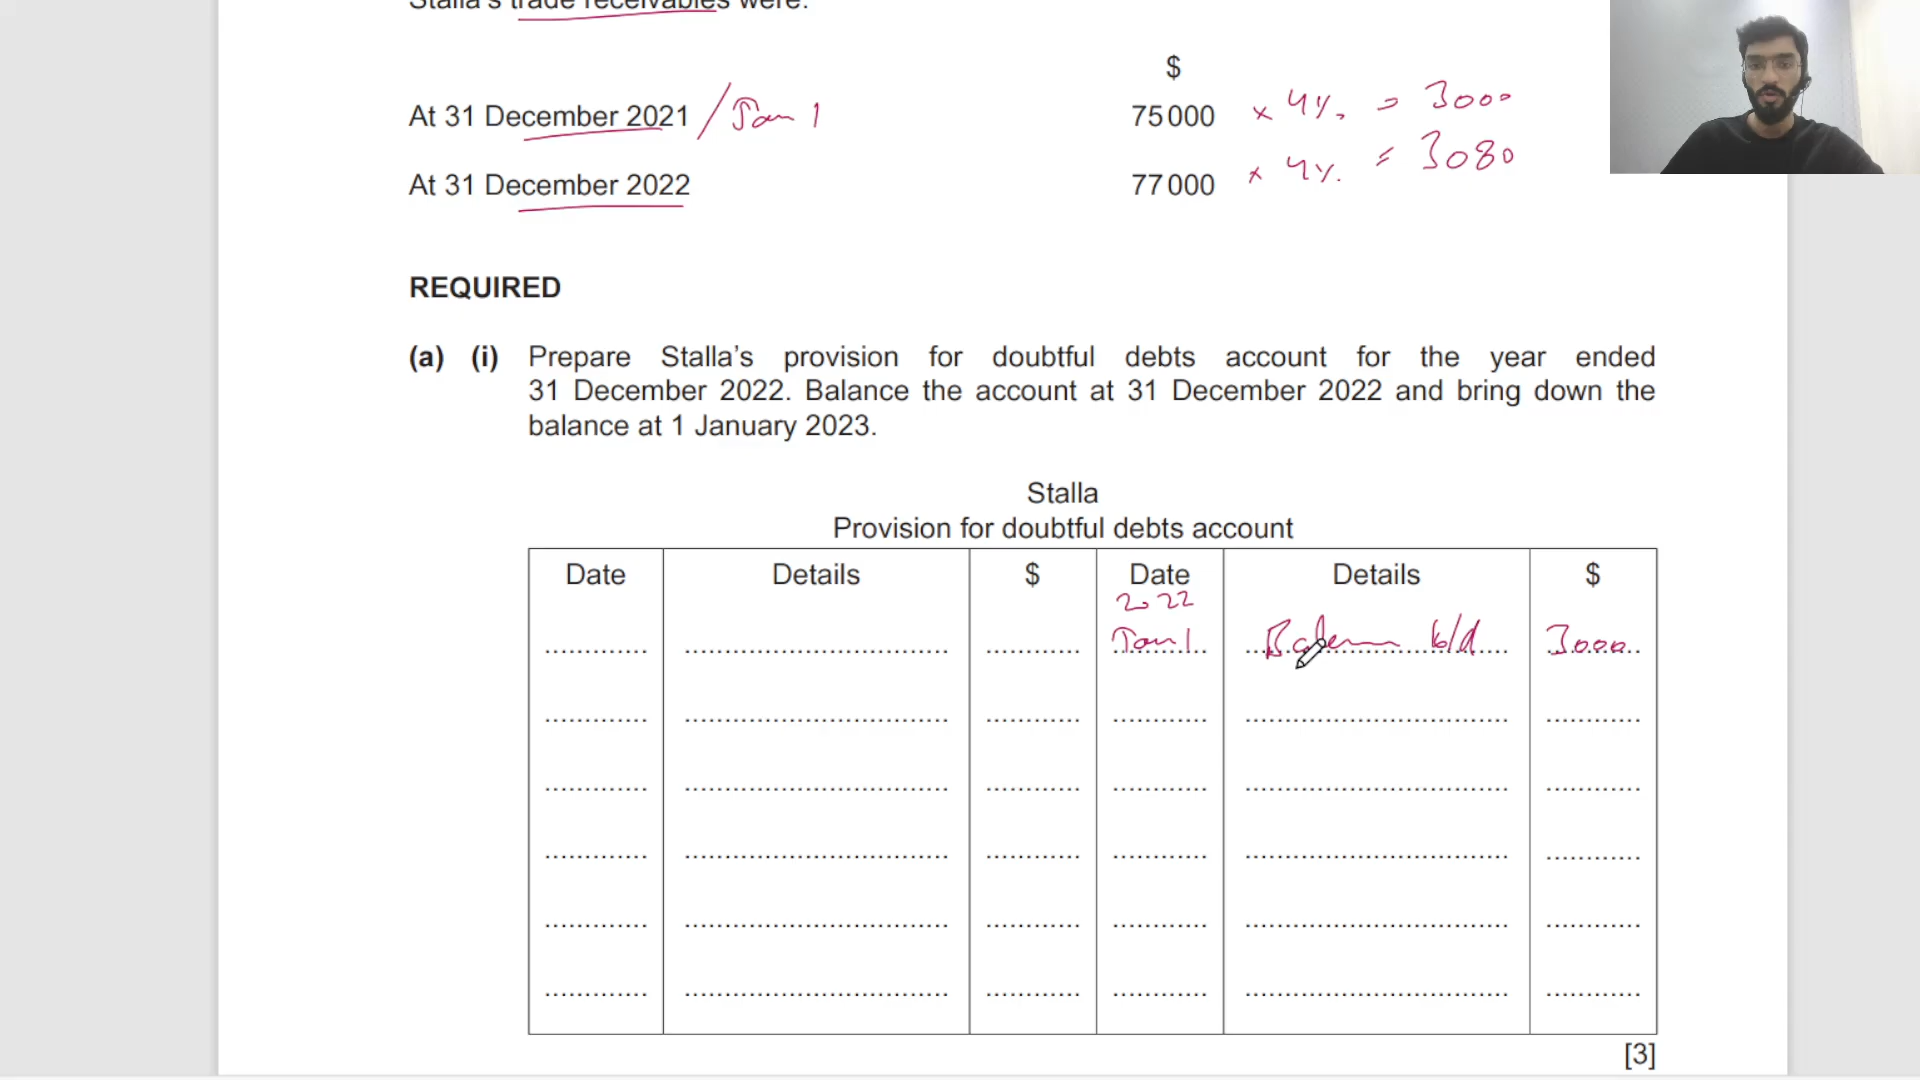 Stalla's trade receivables were:
$
At 31 December 2021 / Jan 1 75000 x 4%. = 3000
At 31 December 2022 77000 x 4%. = 3080
REQUIRED
(a) (i) Prepare Stalla's provision for doubtful debts account for the year ended
31 December 2022. Balance the account at 31 December 2022 and bring down the
balance at 1 January 2023.
Stalla
Provision for doubtful debts account
Date Details $ Date Details $
2022
Jan 1 Balance b/d 3000
[3]